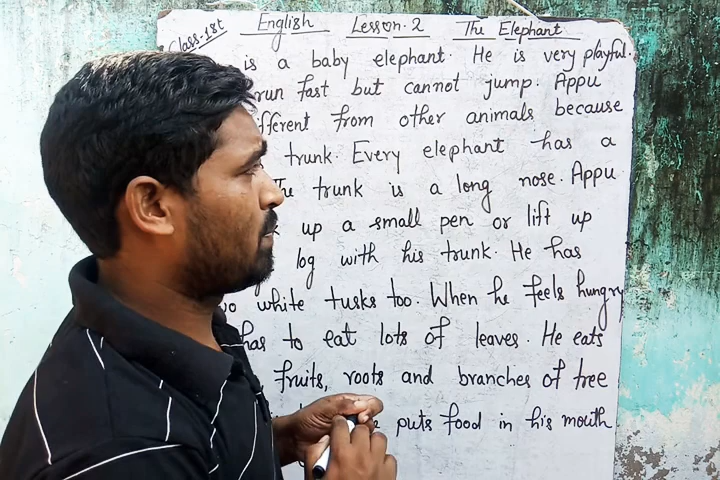 Class-1st English Lesson-2 The Elephant
is a baby elephant. He is very playful.
run fast but cannot jump. Appu
different from other animals because
trunk. Every elephant has a
The trunk is a long nose. Appu
up a small pen or lift up
log with his trunk. He has
white tusks too. When he feels hungry
has to eat lots of leaves. He eats
fruits, roots and branches of tree
puts food in his mouth